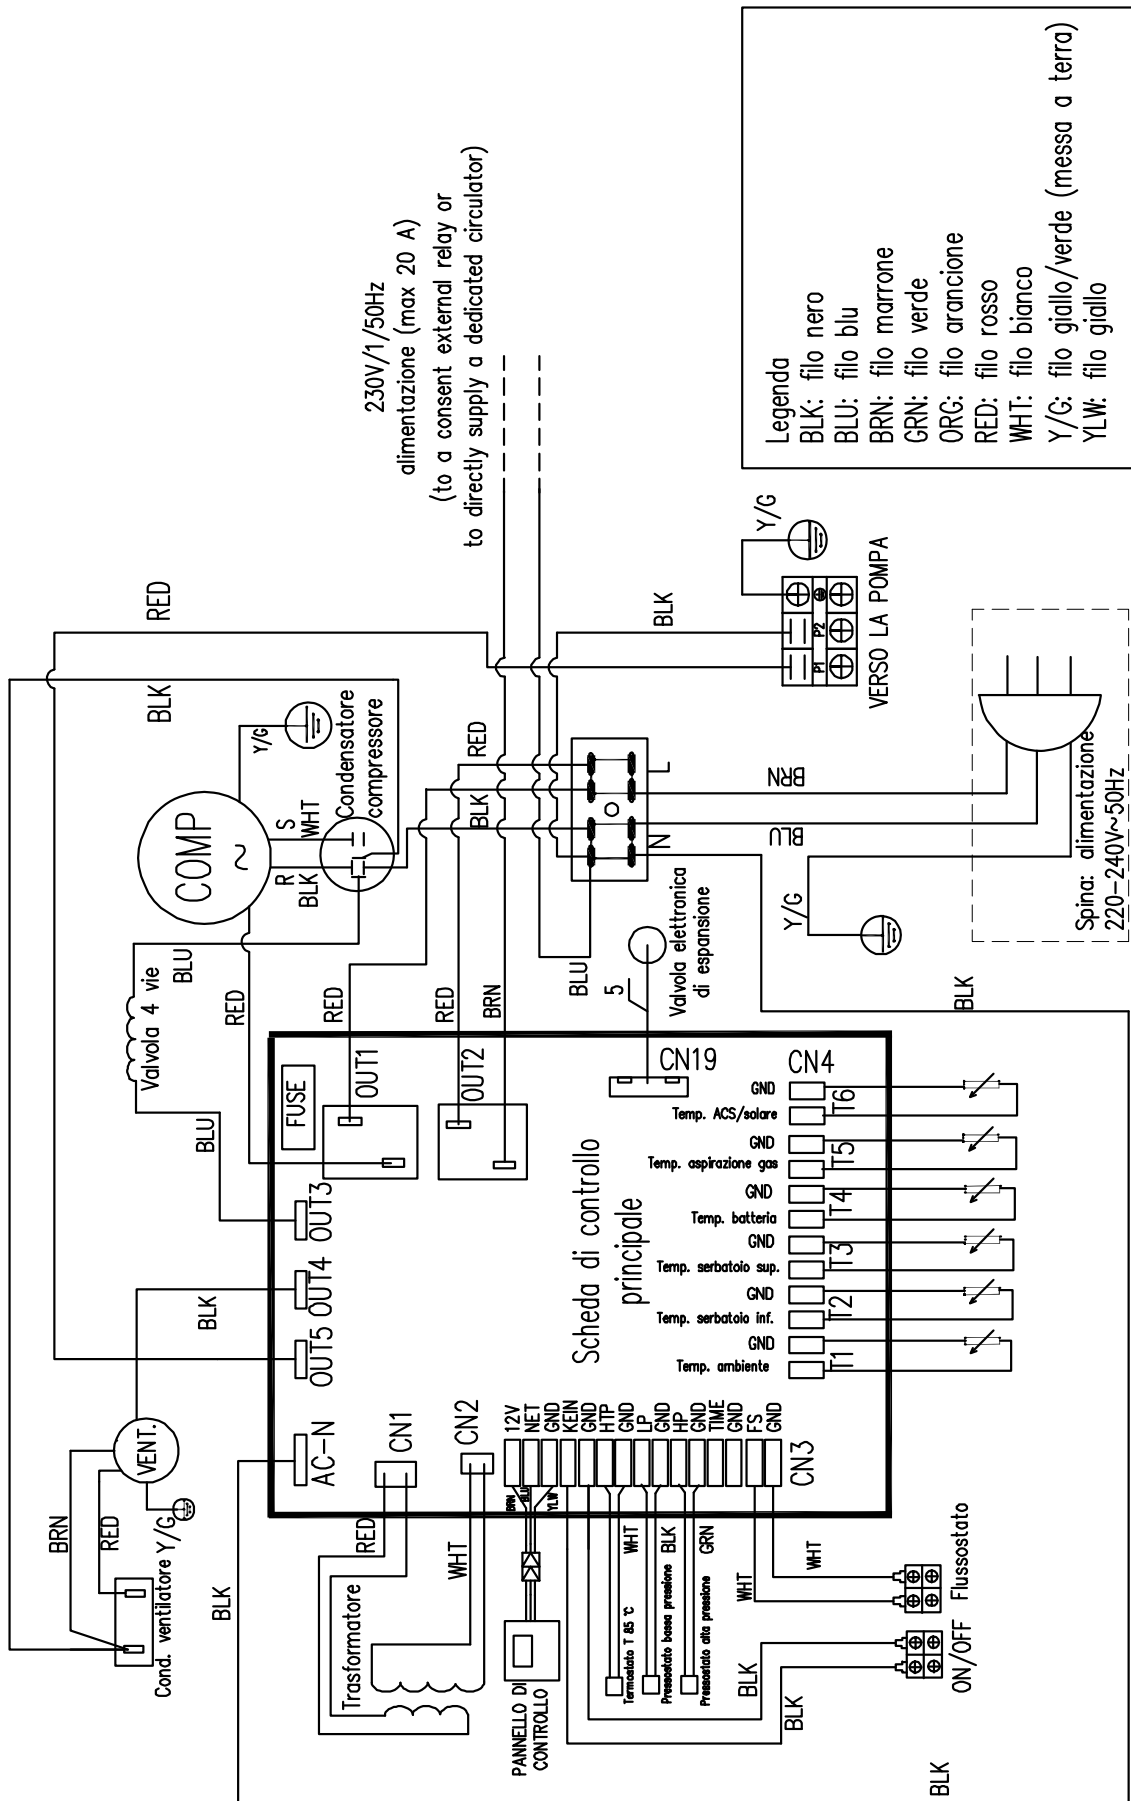 230V/1/50Hz
alimentazione (max 20 A)
(to a consent external relay or
to directly supply a dedicated circulator)
Legenda
BLK: filo nero
BLU: filo blu
BRN: filo marrone
GRN: filo verde
ORG: filo arancione
RED: filo rosso
WHT: filo bianco
Y/G: filo giallo/verde (messa a terra)
YLW: filo giallo
RED
BLK
Y/G
COMP
~
S
WHT
R
BLK
Condensatore
compressore
RED
BLK
BLK
Y/G
P1
P2
VERSO LA POMPA
L
N
BRN
BLU
Y/G
Spina: alimentazione
220-240V~50Hz
BLU
Valvola 4 vie
BLU
RED
RED
RED
BRN
BLU
5
Valvola elettronica
di espansione
BLK
FUSE
OUT1
OUT2
OUT3
OUT4
OUT5
AC-N
CN1
CN2
CN19
CN4
Scheda di controllo
principale
GND
Temp. ACS/solare
T6
GND
Temp. aspirazione gas
T5
GND
Temp. batteria
T4
GND
Temp. serbatoio sup.
T3
GND
Temp. serbatoio inf.
T2
GND
Temp. ambiente
T1
12V
NET
GND
KEIN
GND
HTP
GND
LP
GND
HP
GND
TIME
GND
FS
GND
CN3
BLK
VENT.
BRN
RED
Y/G
Cond. ventilatore
BLK
RED
WHT
Trasformatore
BRN
BLU
YLW
PANNELLO DI
CONTROLLO
WHT
Termostato T 85 °C
BLK
Pressostato bassa pressione
GRN
Pressostato alta pressione
WHT
WHT
Flussostato
BLK
BLK
ON/OFF
BLK